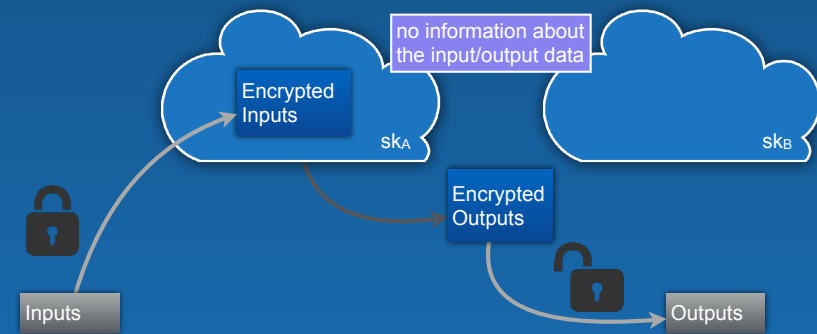 no information about
the input/output data
Encrypted
Inputs
skA
skB
Encrypted
Outputs
Inputs
Outputs